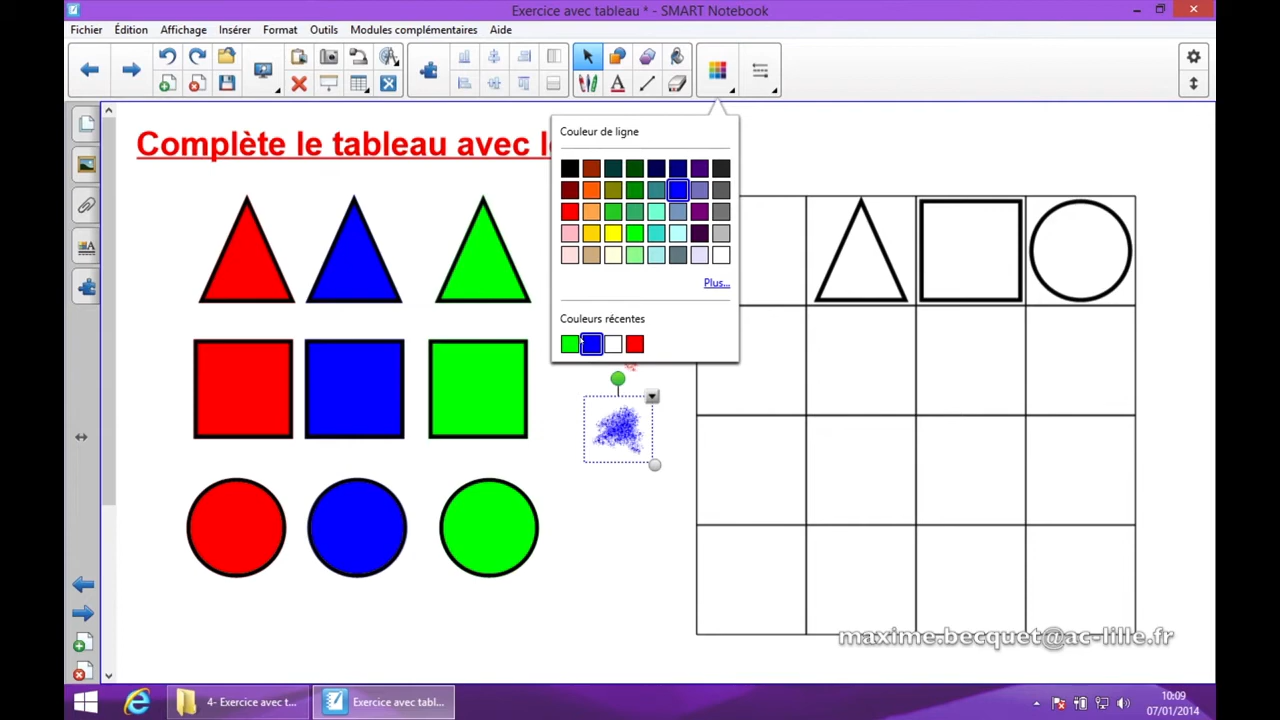 Exercice avec tableau * - SMART Notebook
Fichier Édition Affichage Insérer Format Outils Modules complémentaires Aide
Couleur de ligne
Complète le tableau avec l
Plus...
Couleurs récentes
maxime.becquet@ac-lille.fr
4- Exercice avec t...
Exercice avec tabl...
10:09
07/01/2014